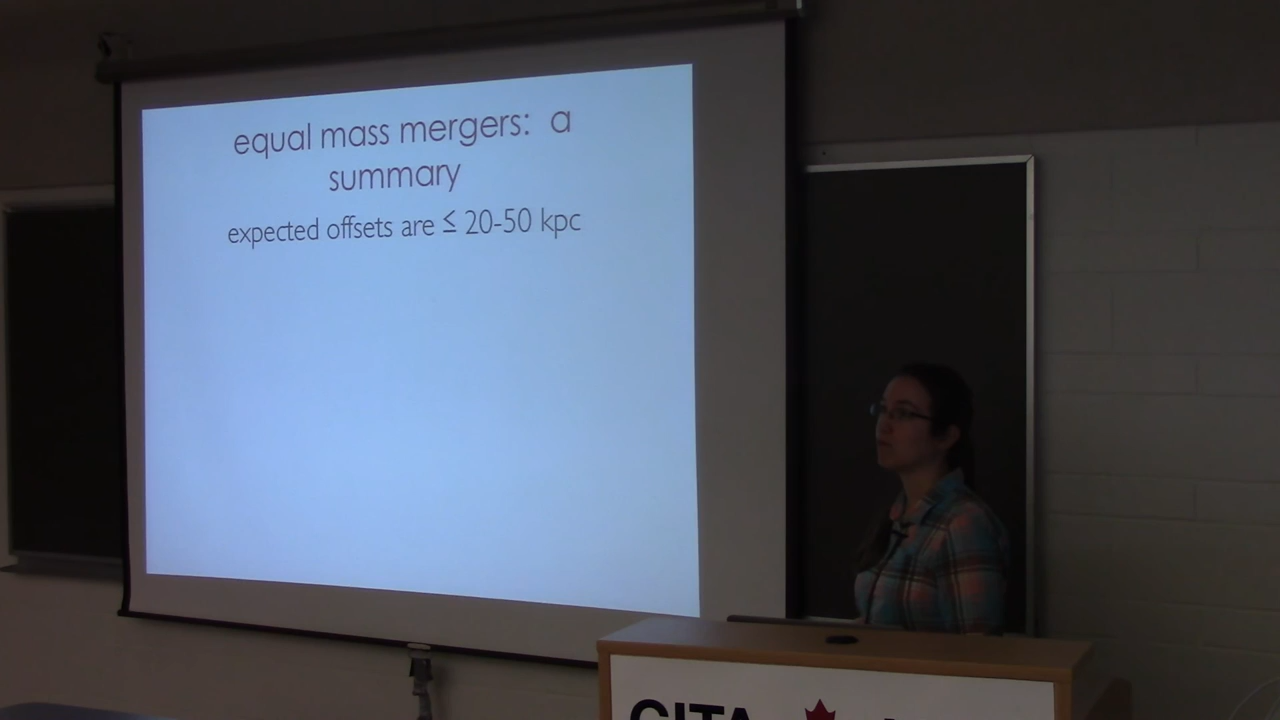 equal mass mergers: a
summary
expected offsets are ≤ 20-50 kpc
CITA